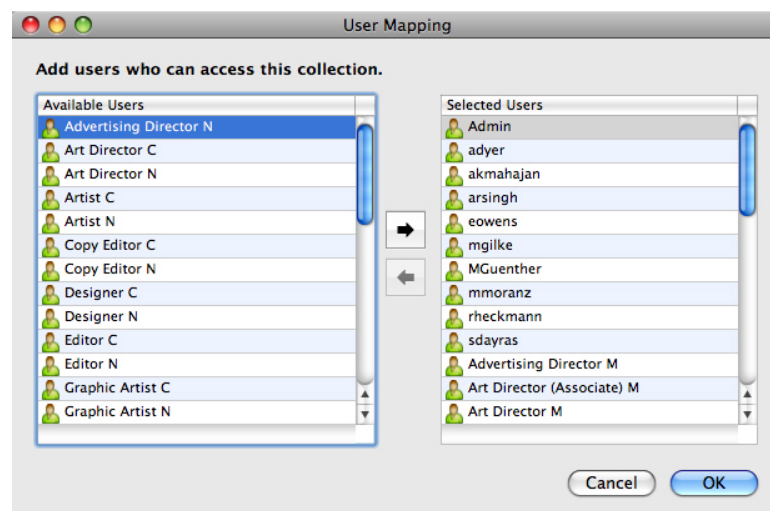 User Mapping
Add users who can access this collection.
Available Users
Advertising Director N
Art Director C
Art Director N
Artist C
Artist N
Copy Editor C
Copy Editor N
Designer C
Designer N
Editor C
Editor N
Graphic Artist C
Graphic Artist N
Selected Users
Admin
adyer
akmahajan
arsingh
eowens
mgilke
MGuenther
mmoranz
rheckmann
sdayras
Advertising Director M
Art Director (Associate) M
Art Director M
Cancel
OK